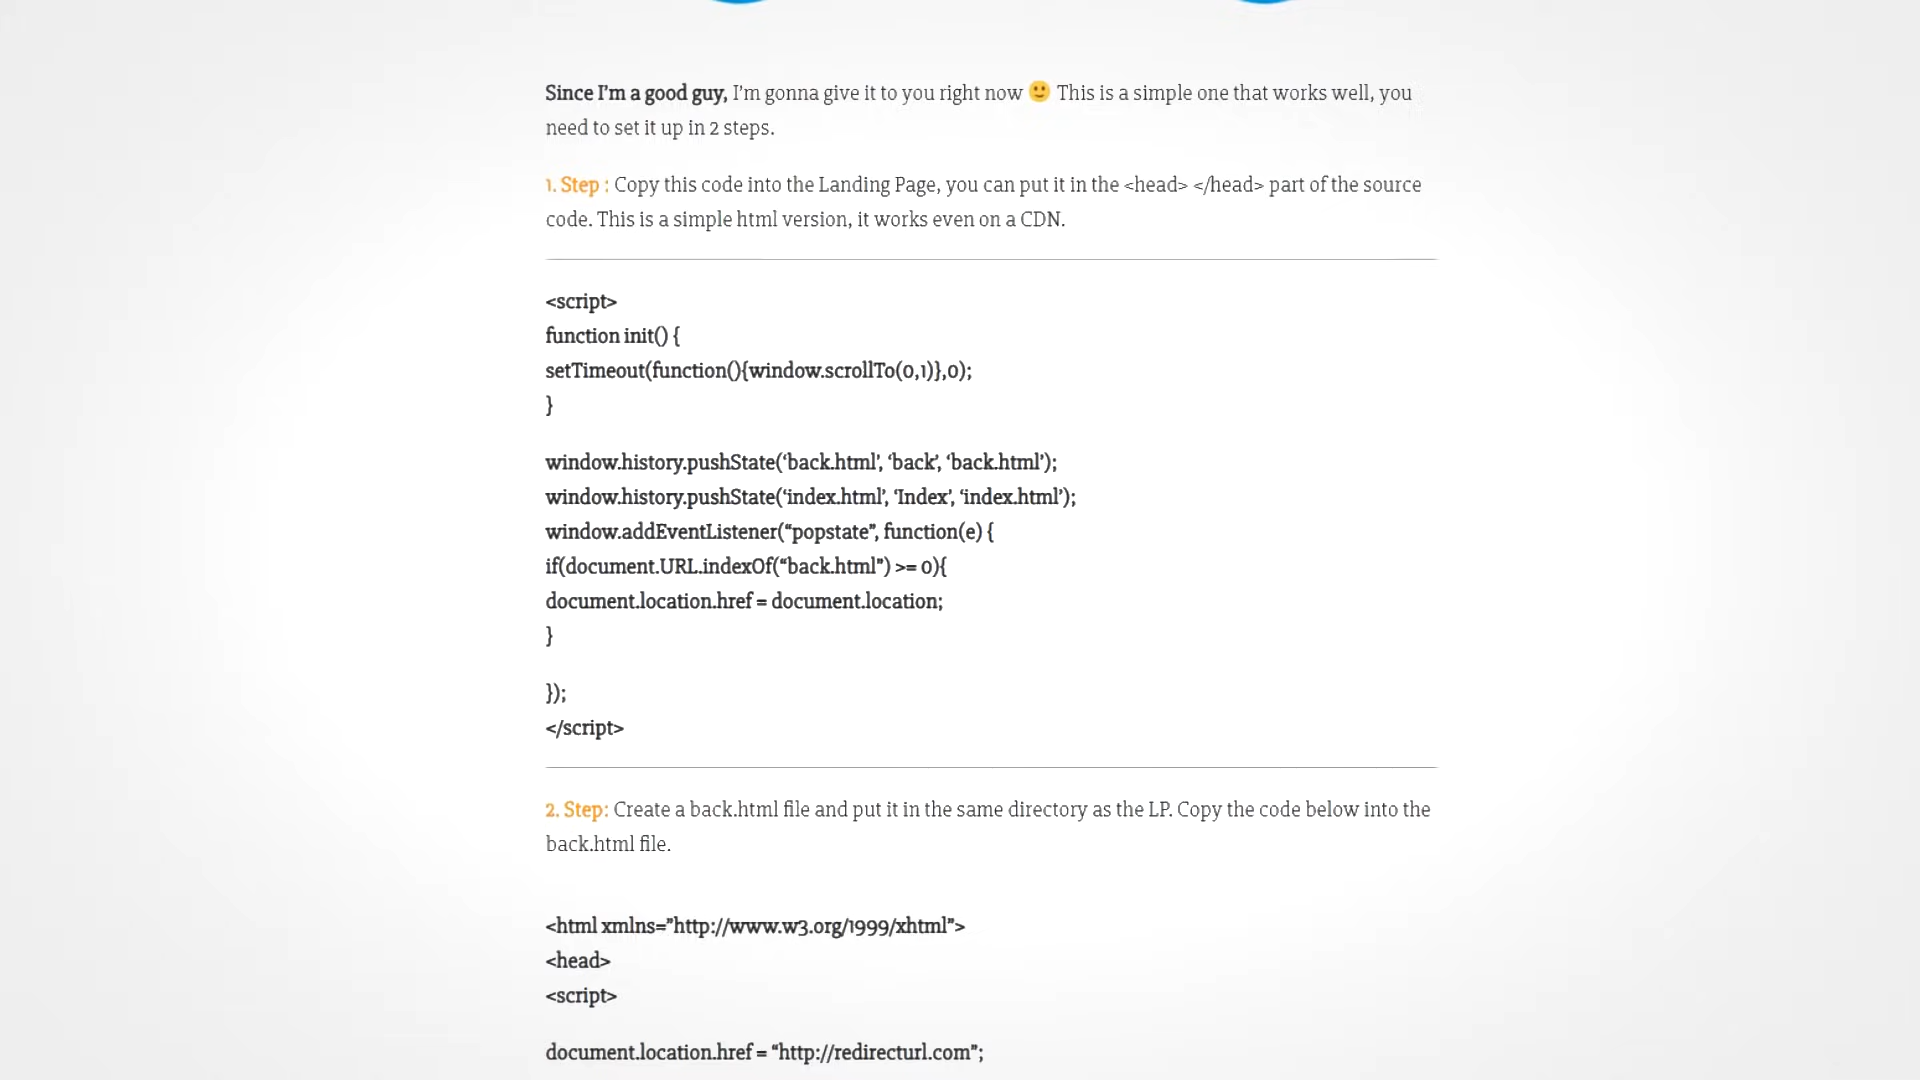 Since I’m a good guy, I’m gonna give it to you right now 🙂 This is a simple one that works well, you
need to set it up in 2 steps.
1. Step : Copy this code into the Landing Page, you can put it in the <head> </head> part of the source
code. This is a simple html version, it works even on a CDN.
<script>
function init() {
setTimeout(function(){window.scrollTo(0,1)},0);
}
window.history.pushState(‘back.html’, ‘back’, ‘back.html’);
window.history.pushState(‘index.html’, ‘Index’, ‘index.html’);
window.addEventListener(“popstate”, function(e) {
if(document.URL.indexOf(“back.html”) >= 0){
document.location.href = document.location;
}
});
</script>
2. Step: Create a back.html file and put it in the same directory as the LP. Copy the code below into the
back.html file.
<html xmlns=”http://www.w3.org/1999/xhtml”>
<head>
<script>
document.location.href = “http://redirecturl.com”;